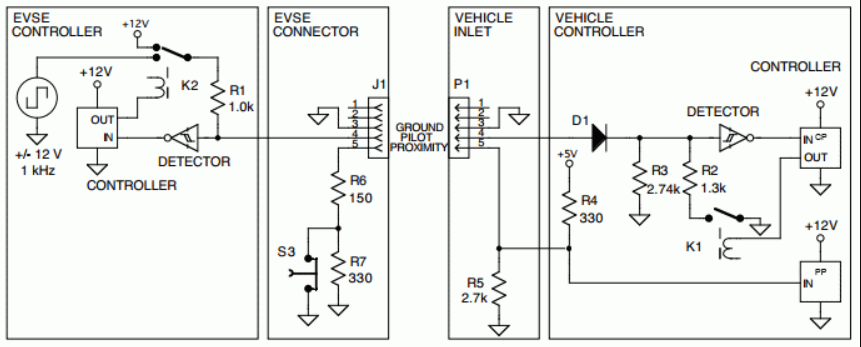 EVSE
CONTROLLER
+12V
+12V
K2
R1
1.0k
OUT
IN
DETECTOR
+/- 12 V
1 kHz
CONTROLLER
EVSE
CONNECTOR
J1
1
2
3
4
5
R6
150
S3
R7
330
GROUND
PILOT
PROXIMITY
VEHICLE
INLET
P1
1
2
3
4
5
R5
2.7k
VEHICLE
CONTROLLER
CONTROLLER
+12V
D1
DETECTOR
IN CP
OUT
+5V
R4
330
R3
2.74k
R2
1.3k
K1
+12V
PP
IN